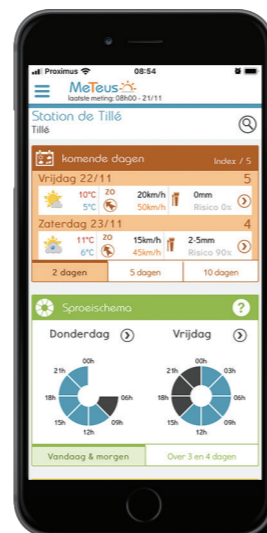 Proximus 08:54
MeTeus
laatste meting: 08h00 - 21/11
Station de Tillé
Tillé
komende dagen Index / 5
Vrijdag 22/11 5
10°C ZO 20km/h 0mm
5°C 50km/h Risico 0%
Zaterdag 23/11 4
11°C ZO 15km/h 2-5mm
6°C 45km/h Risico 90%
2 dagen 5 dagen 10 dagen
Sproeischema ?
Donderdag Vrijdag
00h 00h
21h 21h 03h
18h 06h 18h 06h
15h 09h 15h 09h
12h 12h
Vandaag & morgen Over 3 en 4 dagen